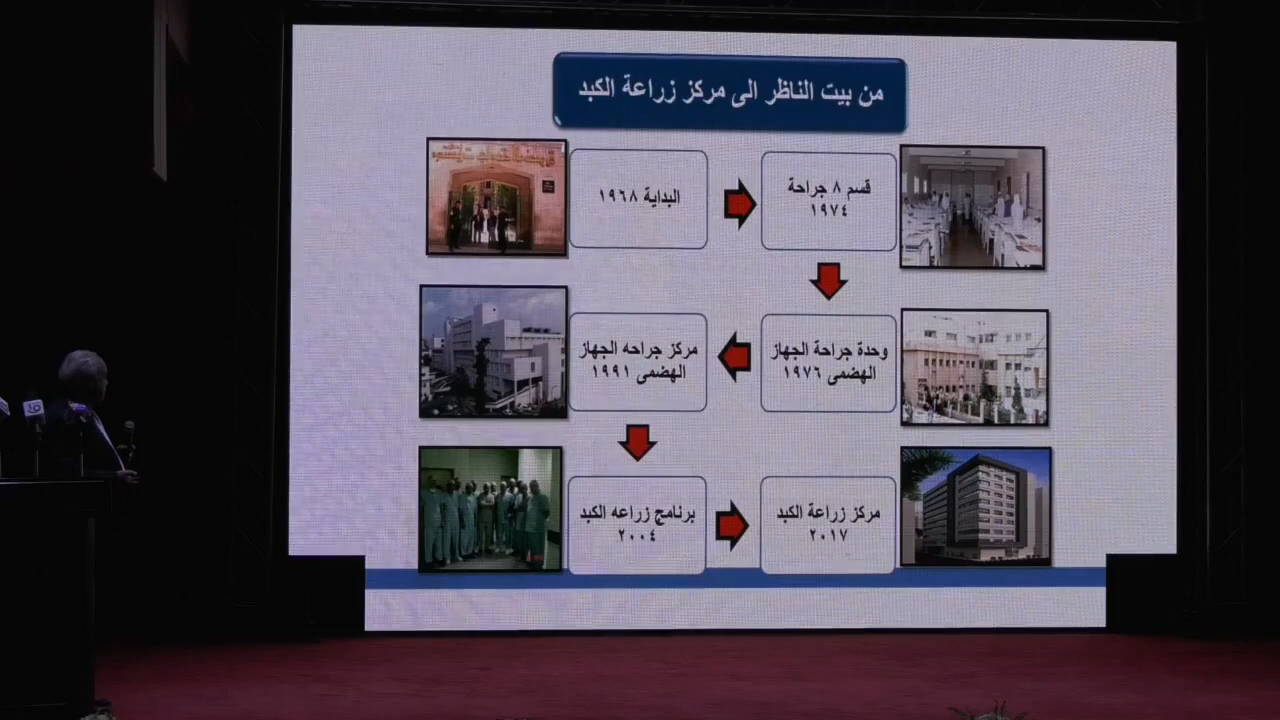 من بيت الناظر الى مركز زراعة الكبد
البداية ١٩٦٨
قسم ٨ جراحة
١٩٧٤
وحدة جراحة الجهاز
الهضمى ١٩٧٦
مركز جراحه الجهاز
الهضمى ١٩٩١
برنامج زراعه الكبد
٢٠٠٤
مركز زراعة الكبد
٢٠١٧